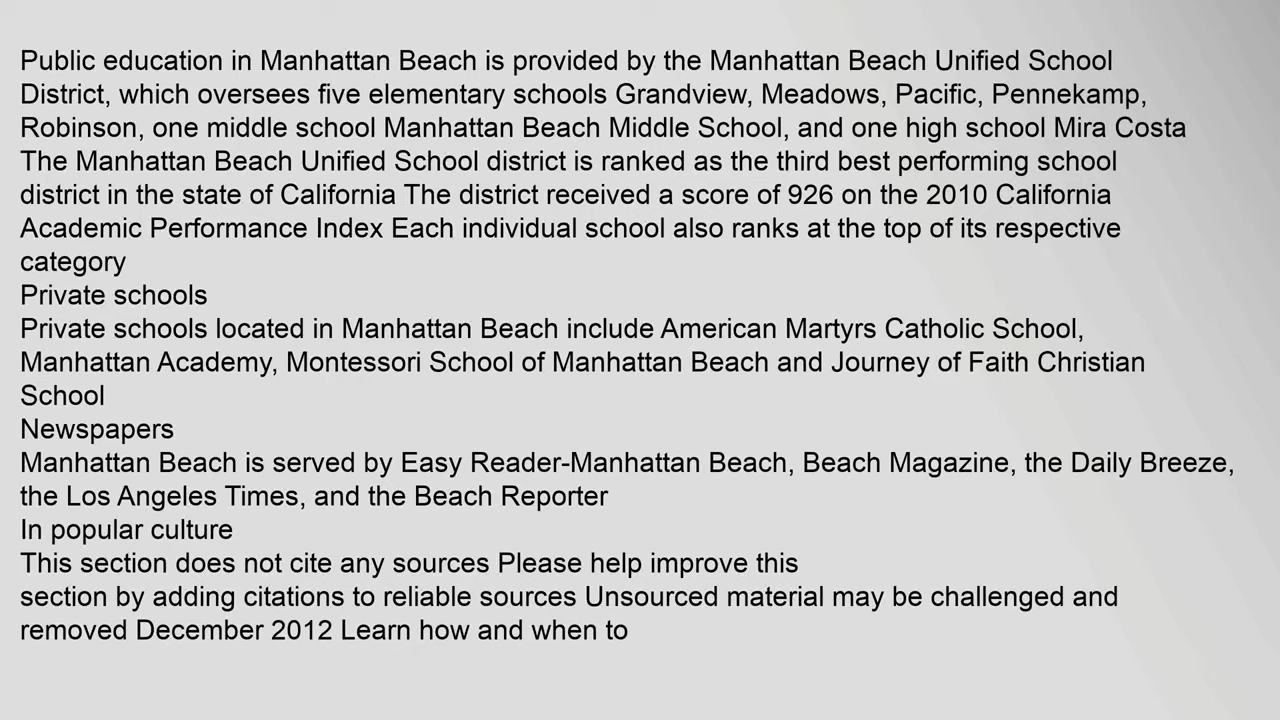 Public education in Manhattan Beach is provided by the Manhattan Beach Unified School
District, which oversees five elementary schools Grandview, Meadows, Pacific, Pennekamp,
Robinson, one middle school Manhattan Beach Middle School, and one high school Mira Costa
The Manhattan Beach Unified School district is ranked as the third best performing school
district in the state of California The district received a score of 926 on the 2010 California
Academic Performance Index Each individual school also ranks at the top of its respective
category
Private schools
Private schools located in Manhattan Beach include American Martyrs Catholic School,
Manhattan Academy, Montessori School of Manhattan Beach and Journey of Faith Christian
School
Newspapers
Manhattan Beach is served by Easy Reader-Manhattan Beach, Beach Magazine, the Daily Breeze,
the Los Angeles Times, and the Beach Reporter
In popular culture
This section does not cite any sources Please help improve this
section by adding citations to reliable sources Unsourced material may be challenged and
removed December 2012 Learn how and when to